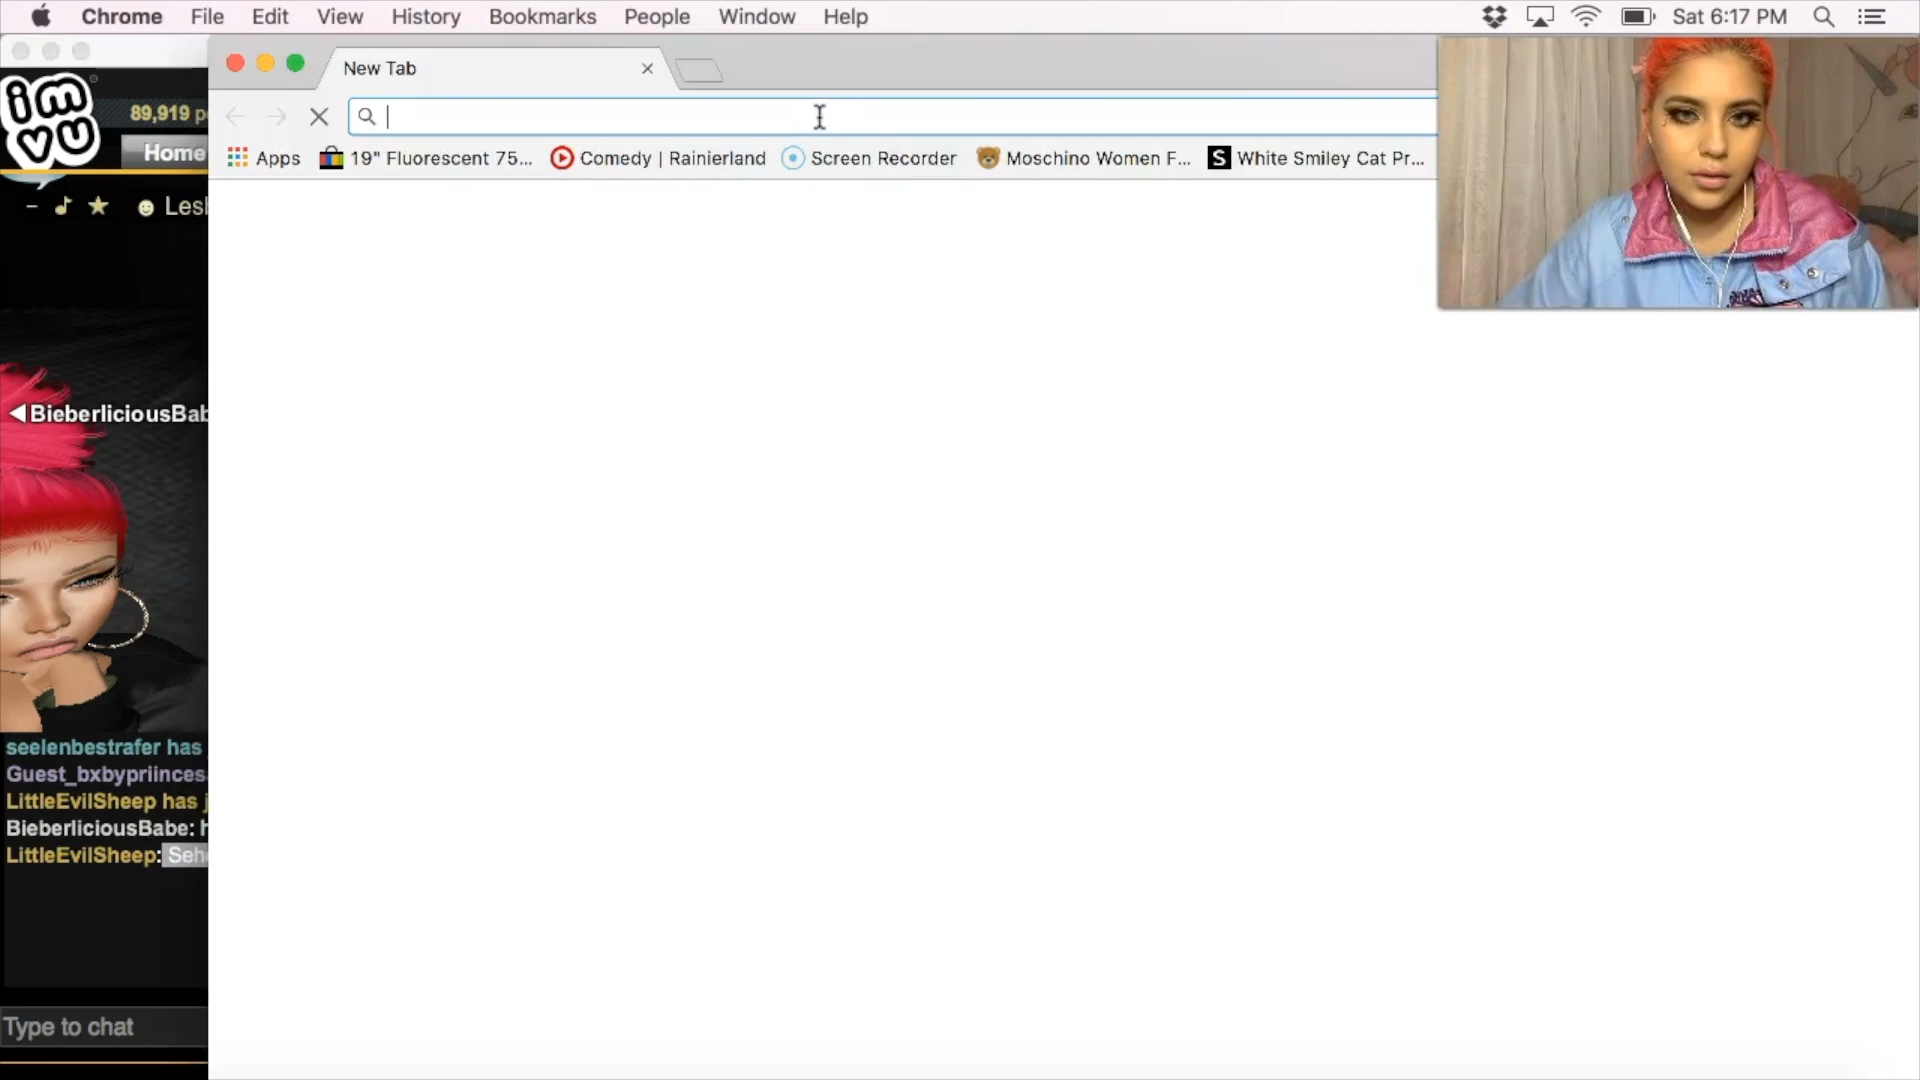 Chrome File Edit View History Bookmarks People Window Help Sat 6:17 PM
New Tab
imvu
89,919
Home
Apps 19" Fluorescent 75... Comedy | Rainierland Screen Recorder Moschino Women F... White Smiley Cat Pr...
BieberliciousBab
seelenbestrafer has
Guest_bxbypriinces
LittleEvilSheep has
BieberliciousBabe:
LittleEvilSheep:
Type to chat